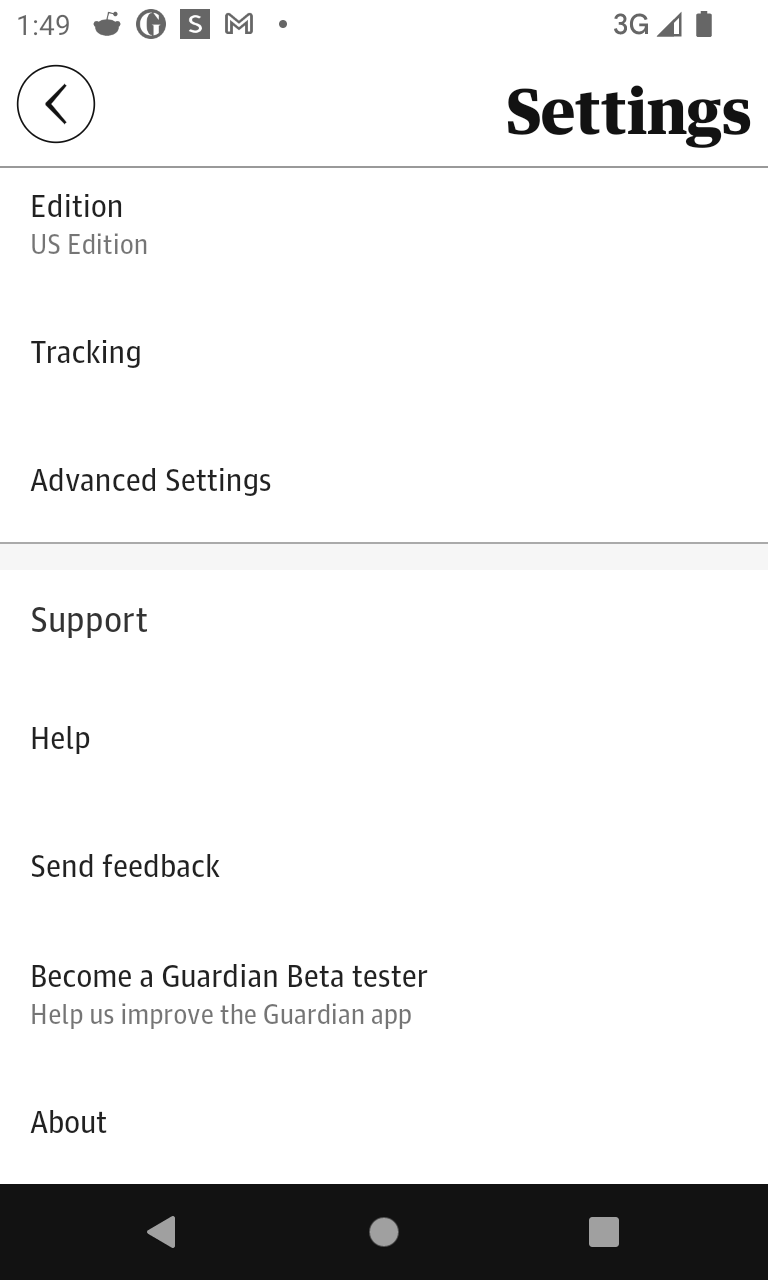 1:49
S
3G
Settings
Edition
US Edition
Tracking
Advanced Settings
Support
Help
Send feedback
Become a Guardian Beta tester
Help us improve the Guardian app
About